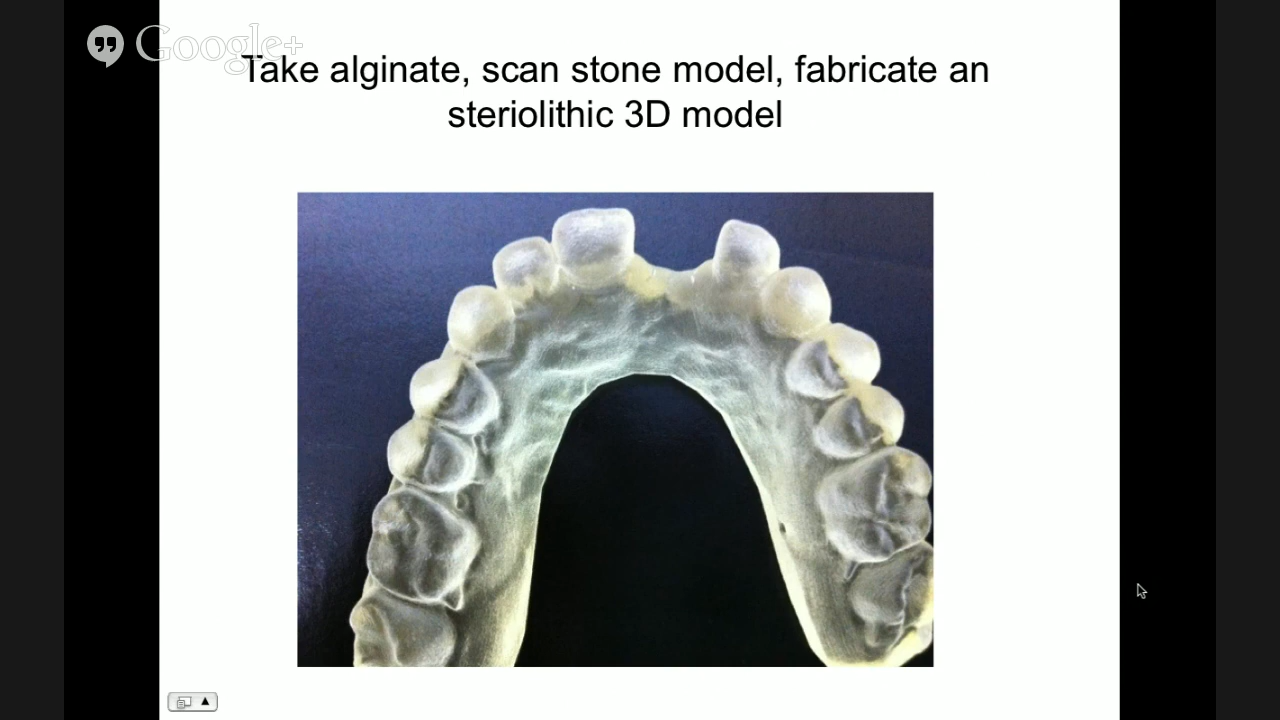 Google+
Take alginate, scan stone model, fabricate an
steriolithic 3D model